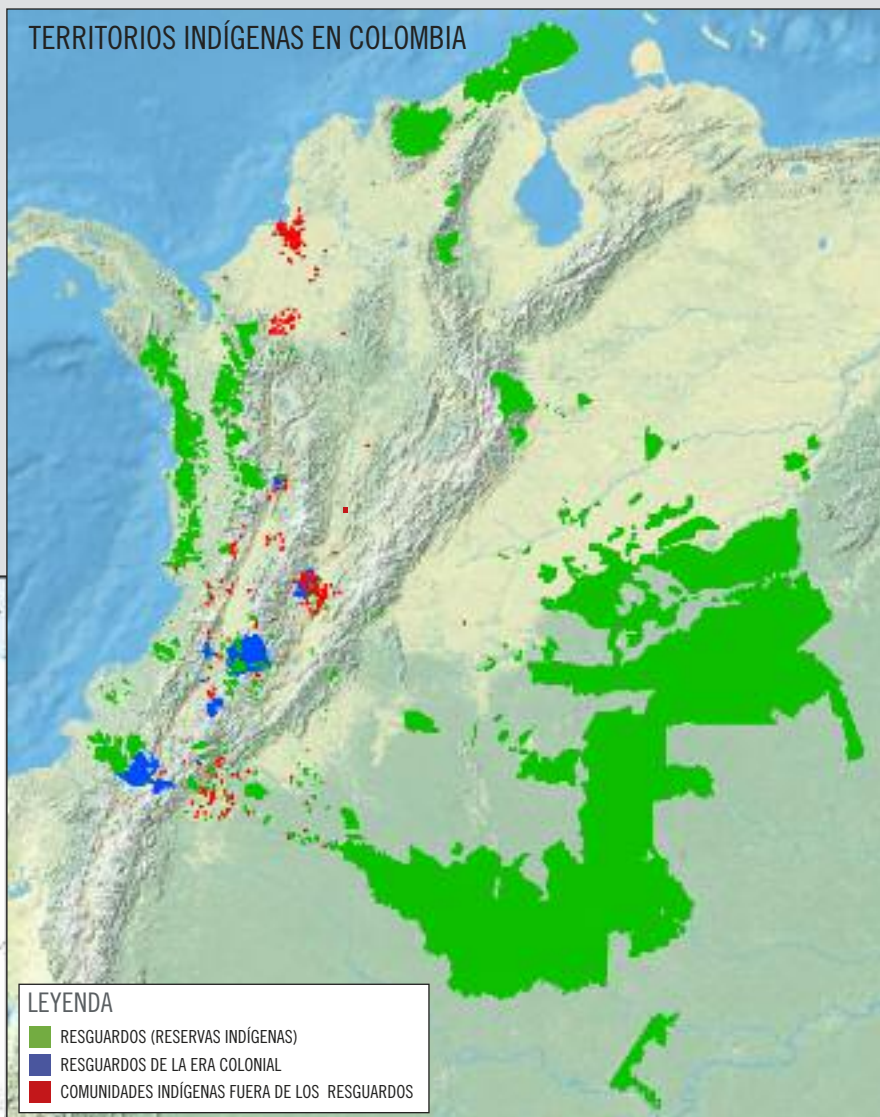 TERRITORIOS INDÍGENAS EN COLOMBIA
LEYENDA
RESGUARDOS (RESERVAS INDÍGENAS)
RESGUARDOS DE LA ERA COLONIAL
COMUNIDADES INDÍGENAS FUERA DE LOS RESGUARDOS